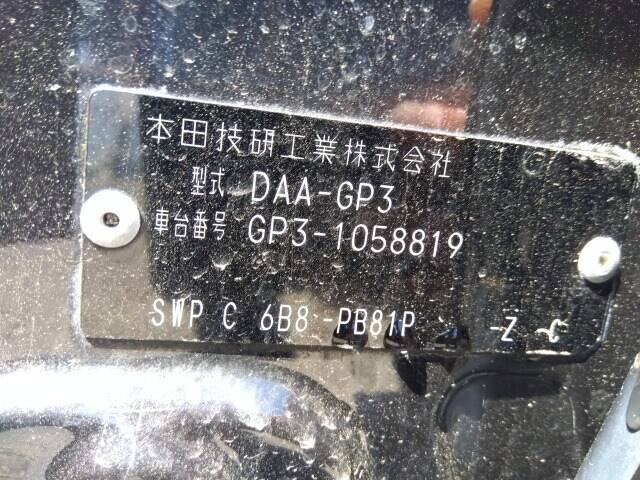 本田技研工業株式会社
型式 DAA-GP3
車台番号 GP3-1058819
SWP C 6B8 -PB81P -Z